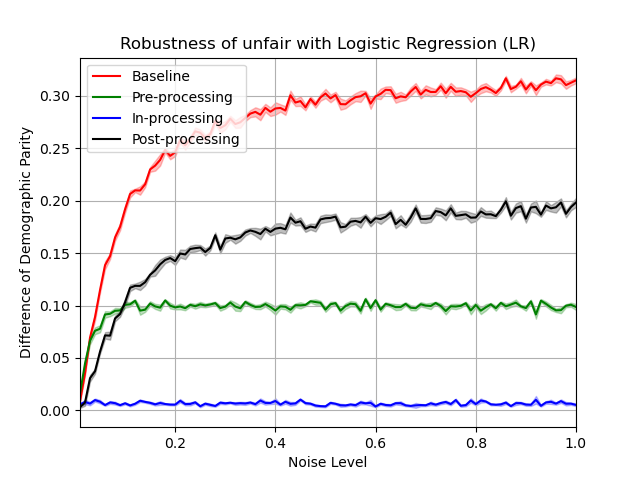 Robustness of unfair with Logistic Regression (LR)
Baseline
Pre-processing
In-processing
Post-processing
Difference of Demographic Parity
0.30
0.25
0.20
0.15
0.10
0.05
0.00
0.2 0.4 0.6 0.8 1.0
Noise Level